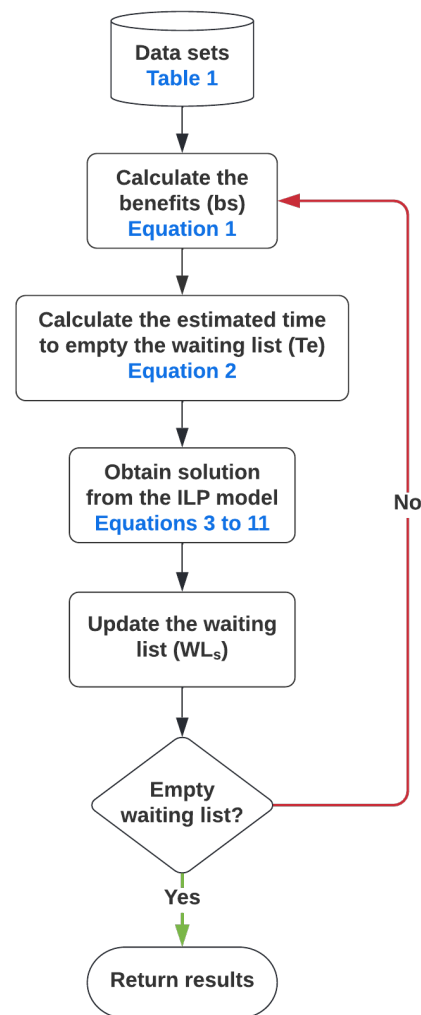 Data sets
Table 1
Calculate the
benefits (bs)
Equation 1
Calculate the estimated time
to empty the waiting list (Te)
Equation 2
Obtain solution
from the ILP model
Equations 3 to 11
No
Update the waiting
list (WLₛ)
Empty
waiting list?
Yes
Return results